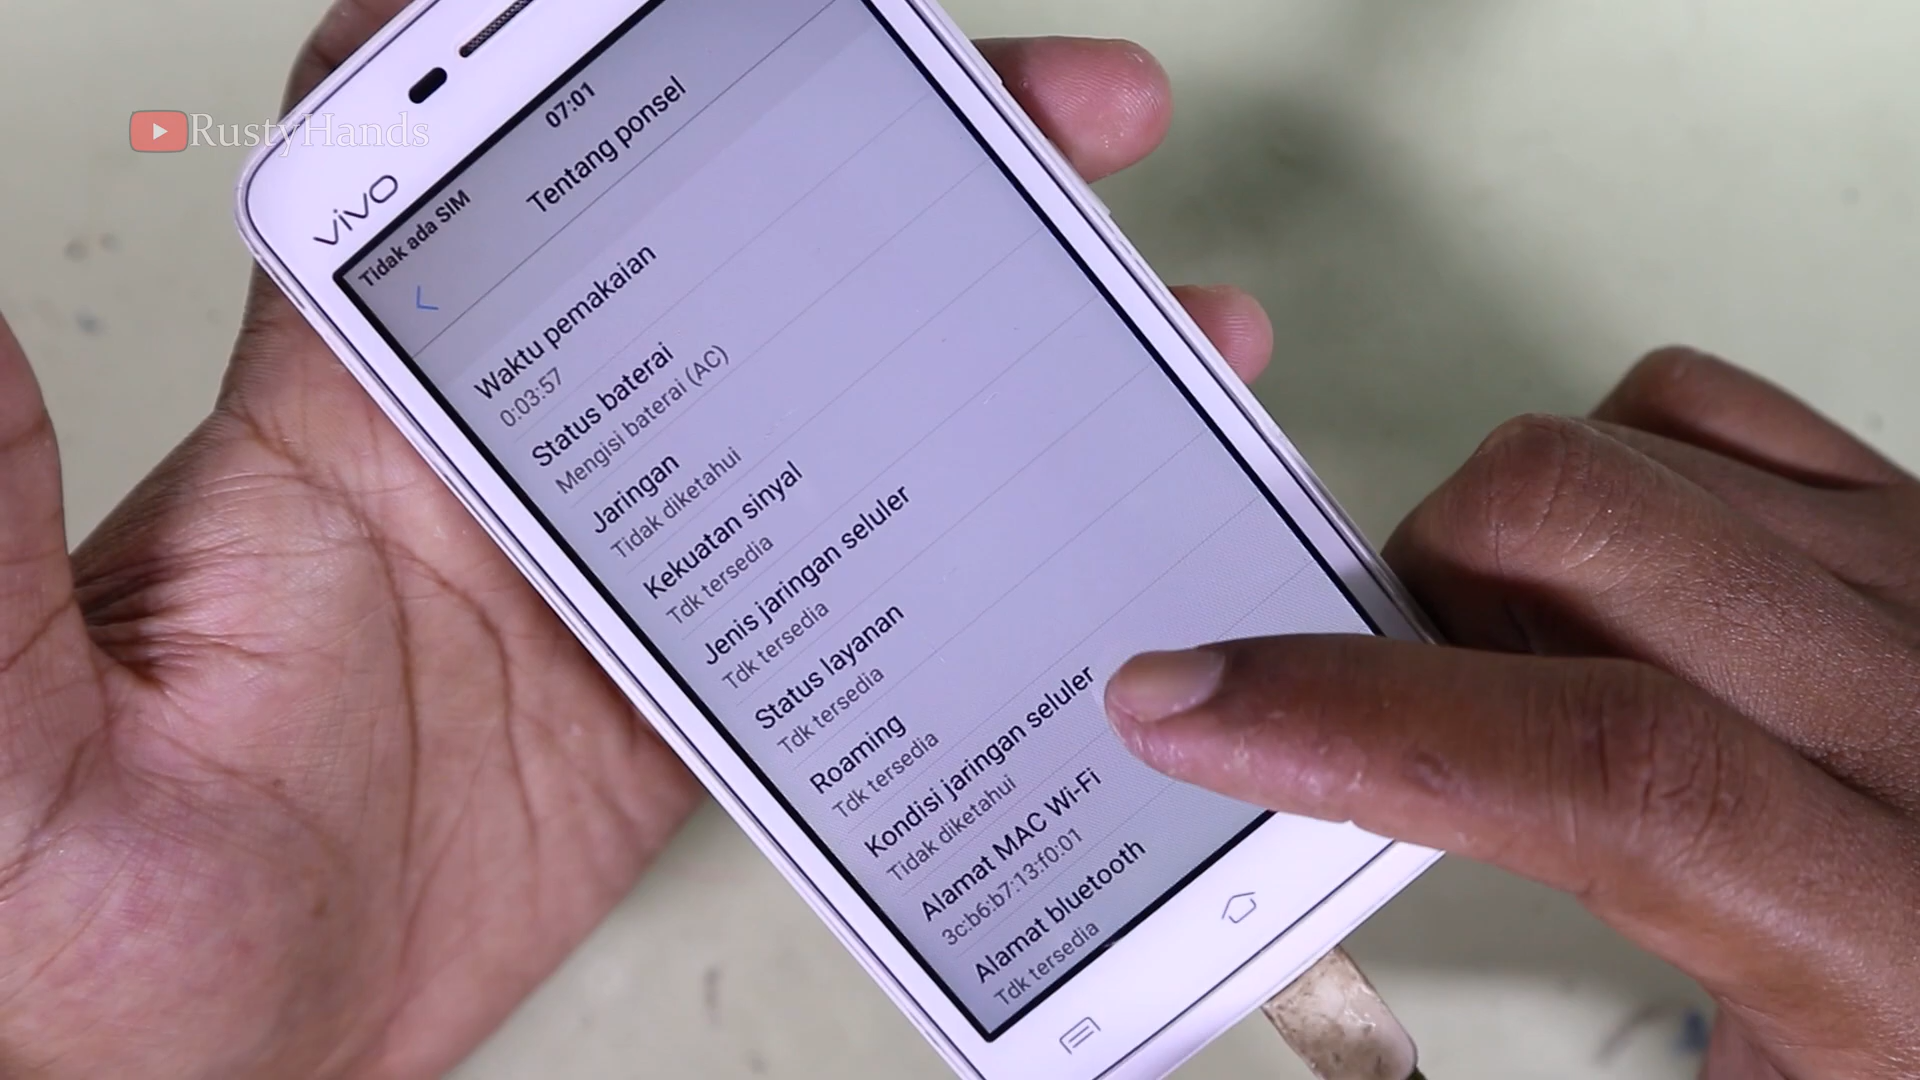 RustyHands
vivo
Tidak ada SIM
07:01
Tentang ponsel
Waktu pemakaian
0:03:57
Status baterai
Mengisi baterai (AC)
Jaringan
Tidak diketahui
Kekuatan sinyal
Tdk tersedia
Jenis jaringan seluler
Tdk tersedia
Status layanan
Tdk tersedia
Roaming
Tdk tersedia
Kondisi jaringan seluler
Tidak diketahui
Alamat MAC Wi-Fi
3c:b6:b7:13:f0:01
Alamat bluetooth
Tdk tersedia